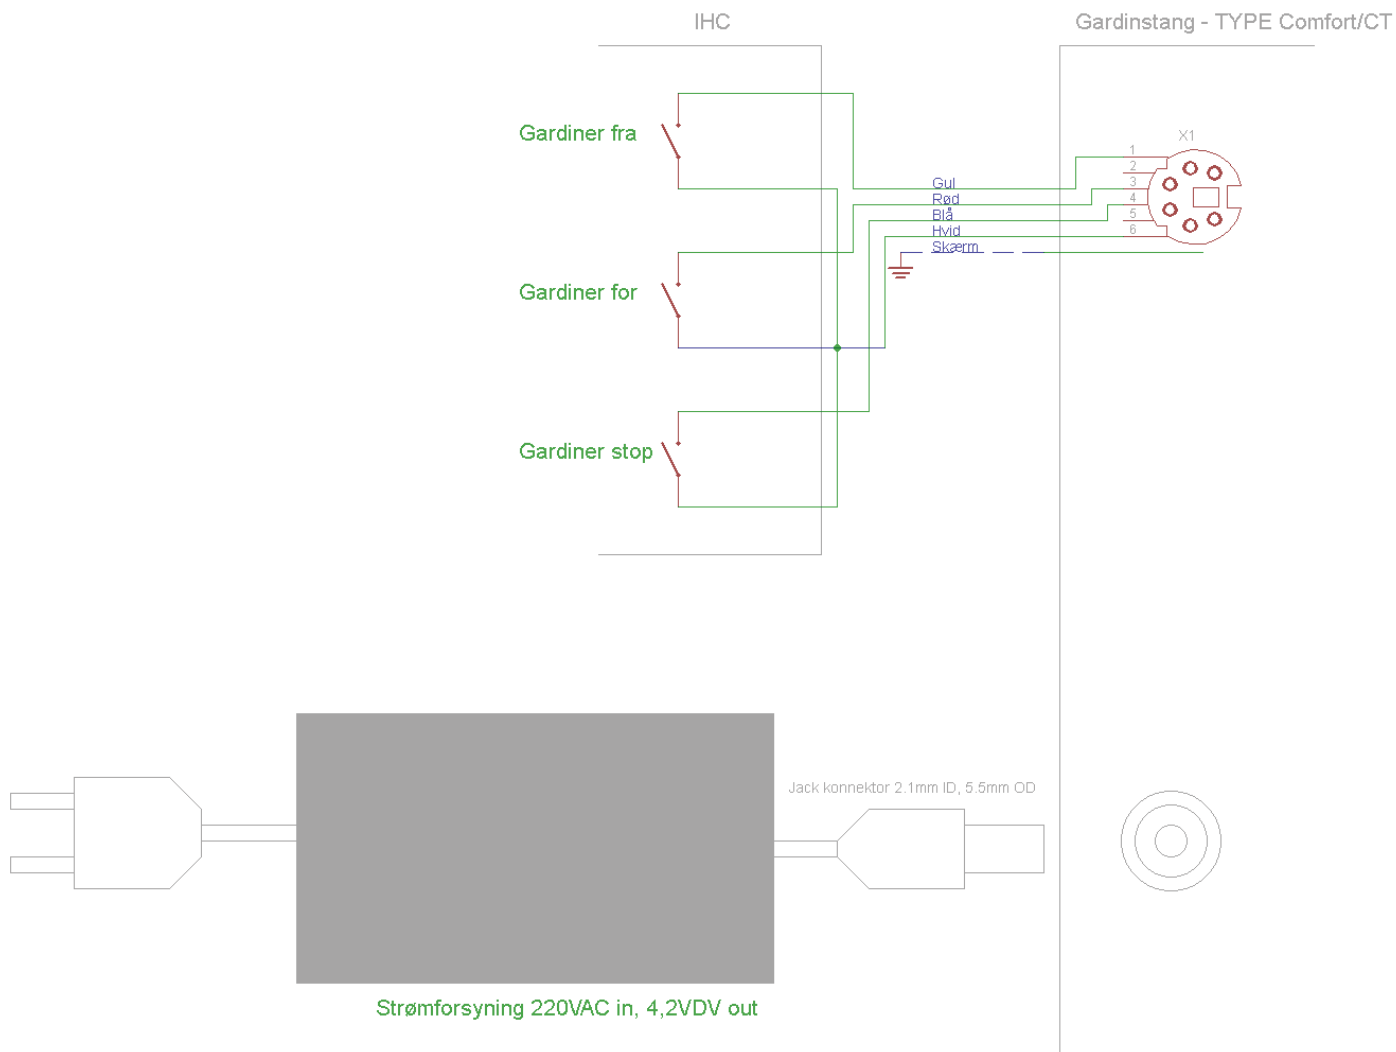 IHC
Gardinstang - TYPE Comfort/CT
Gardiner fra
X1
1
2
3
4
5
6
Gul
Rød
Blå
Hvid
Skærm
Gardiner for
Gardiner stop
Jack konnektor 2.1mm ID, 5.5mm OD
Strømforsyning 220VAC in, 4,2VDV out